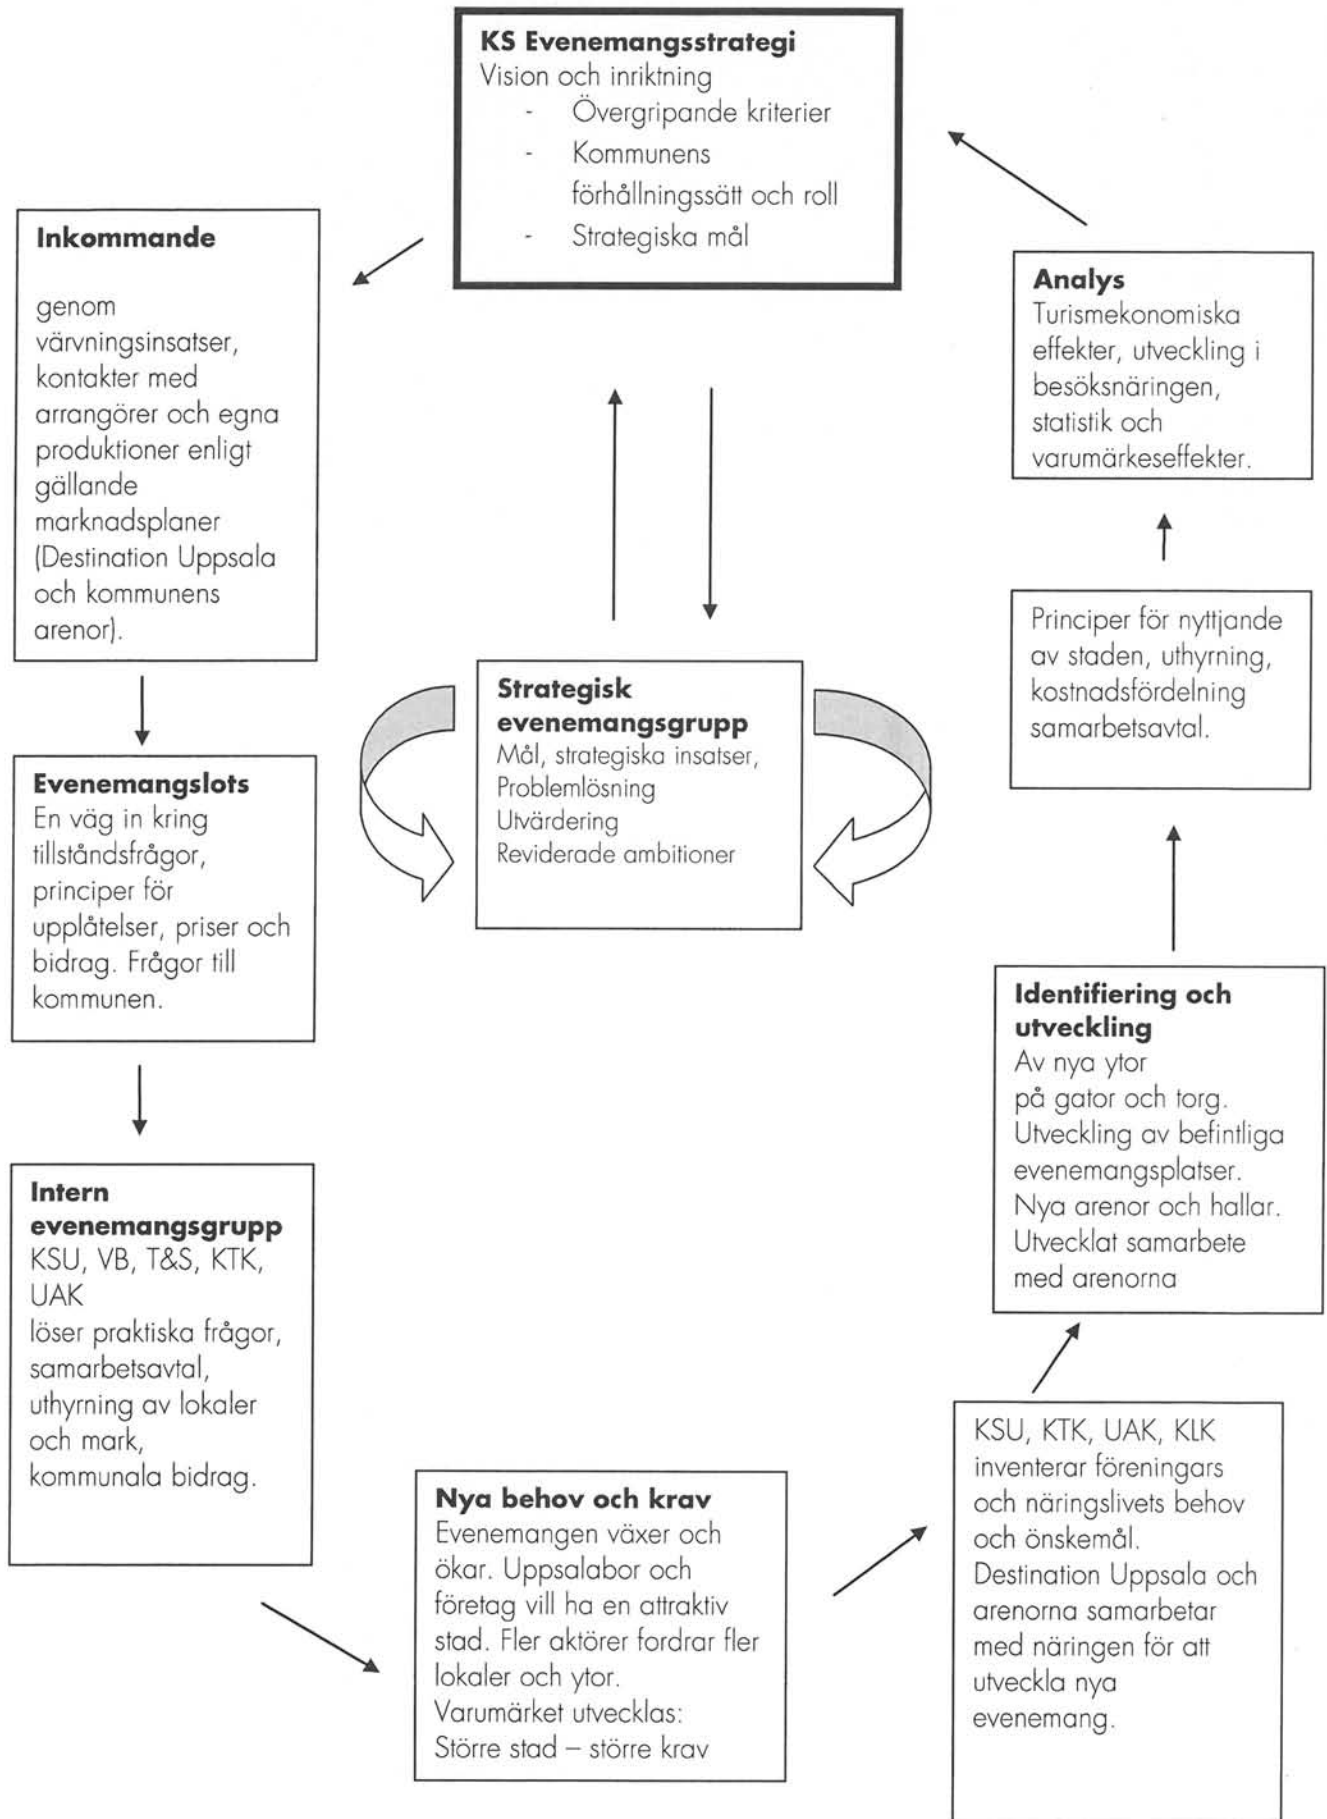 KS Evenemangsstrategi
Vision och inriktning
- Övergripande kriterier
- Kommunens
förhållningssätt och roll
- Strategiska mål
Inkommande
genom
värvningsinsatser,
kontakter med
arrangörer och egna
produktioner enligt
gällande
marknadsplaner
(Destination Uppsala
och kommunens
arenor).
Evenemangslots
En väg in kring
tillståndsfrågor,
principer för
upplåtelser, priser och
bidrag. Frågor till
kommunen.
Intern
evenemangsgrupp
KSU, VB, T&S, KTK,
UAK
löser praktiska frågor,
samarbetsavtal,
uthyrning av lokaler
och mark,
kommunala bidrag.
Strategisk
evenemangsgrupp
Mål, strategiska insatser,
Problemlösning
Utvärdering
Reviderade ambitioner
Nya behov och krav
Evenemangen växer och
ökar. Uppsalabor och
företag vill ha en attraktiv
stad. Fler aktörer fordrar fler
lokaler och ytor.
Varumärket utvecklas:
Större stad – större krav
KSU, KTK, UAK, KLK
inventerar föreningars
och näringslivets behov
och önskemål.
Destination Uppsala och
arenorna samarbetar
med näringen för att
utveckla nya
evenemang.
Identifiering och
utveckling
Av nya ytor
på gator och torg.
Utveckling av befintliga
evenemangsplatser.
Nya arenor och hallar.
Utvecklat samarbete
med arenorna
Principer för nyttjande
av staden, uthyrning,
kostnadsfördelning
samarbetsavtal.
Analys
Turismekonomiska
effekter, utveckling i
besöksnäringen,
statistik och
varumärkeseffekter.